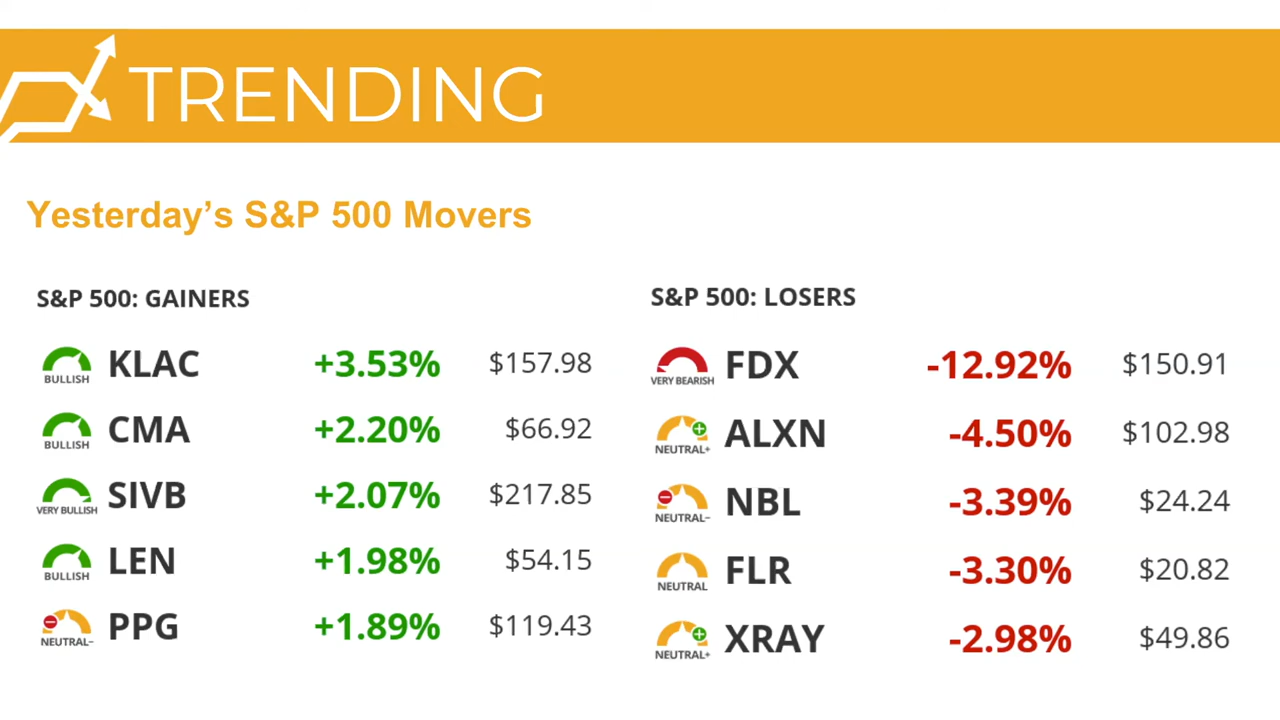 TRENDING
Yesterday’s S&P 500 Movers
S&P 500: GAINERS
BULLISH KLAC +3.53% $157.98
BULLISH CMA +2.20% $66.92
VERY BULLISH SIVB +2.07% $217.85
BULLISH LEN +1.98% $54.15
NEUTRAL– PPG +1.89% $119.43
S&P 500: LOSERS
VERY BEARISH FDX -12.92% $150.91
NEUTRAL+ ALXN -4.50% $102.98
NEUTRAL– NBL -3.39% $24.24
NEUTRAL FLR -3.30% $20.82
NEUTRAL+ XRAY -2.98% $49.86